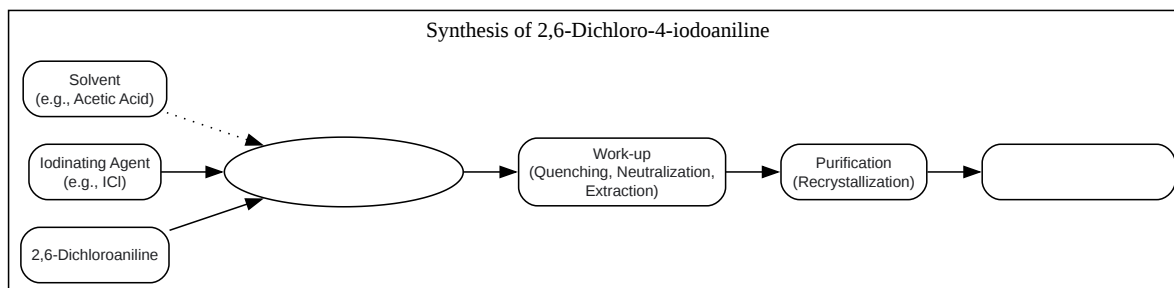 Synthesis of 2,6-Dichloro-4-iodoaniline
Solvent
(e.g., Acetic Acid)
Iodinating Agent
(e.g., ICl)
2,6-Dichloroaniline
Work-up
(Quenching, Neutralization,
Extraction)
Purification
(Recrystallization)